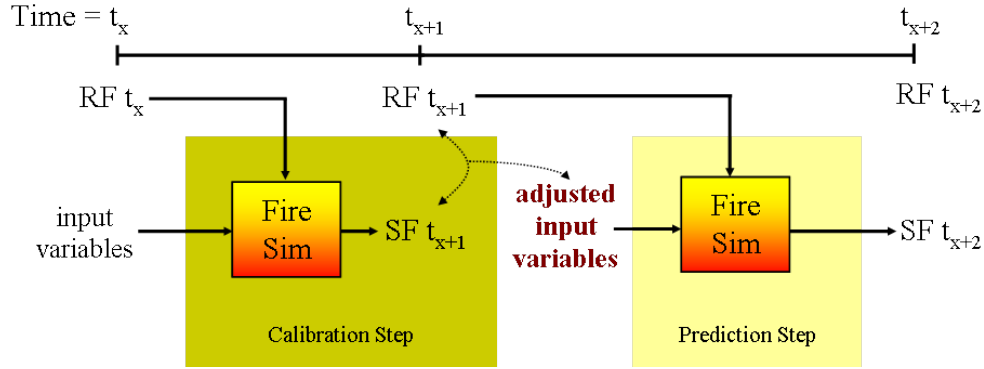 Time = tx tx+1 tx+2
RF tx RF tx+1 RF tx+2
input
variables
Fire
Sim
SF tx+1
adjusted
input
variables
Fire
Sim
SF tx+2
Calibration Step
Prediction Step